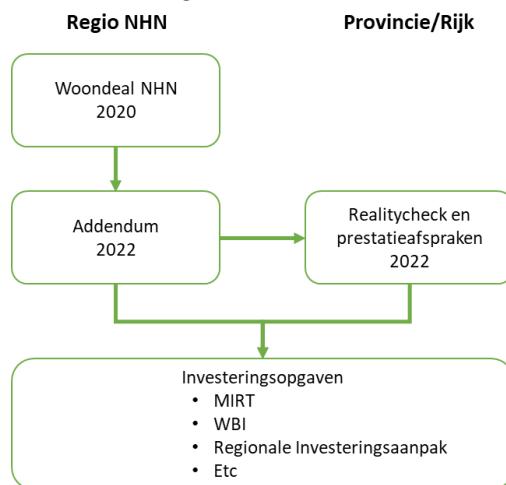 Regio NHN
Provincie/Rijk
Woondeal NHN
2020
Addendum
2022
Realitycheck en
prestatieafspraken
2022
Investeringsopgaven
• MIRT
• WBI
• Regionale Investeringsaanpak
• Etc